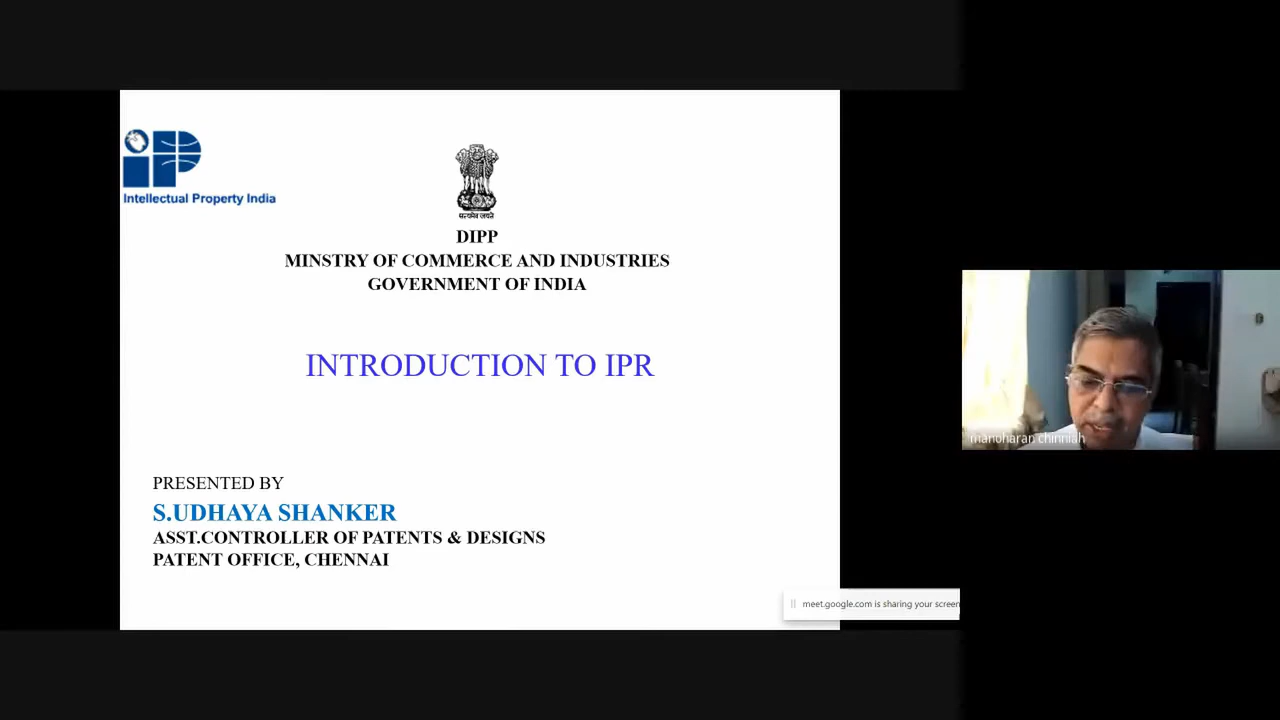 Intellectual Property India
सत्यमेव जयते
DIPP
MINSTRY OF COMMERCE AND INDUSTRIES
GOVERNMENT OF INDIA
INTRODUCTION TO IPR
PRESENTED BY
S.UDHAYA SHANKER
ASST.CONTROLLER OF PATENTS & DESIGNS
PATENT OFFICE, CHENNAI
meet.google.com is sharing your screen
manoharan chinniah